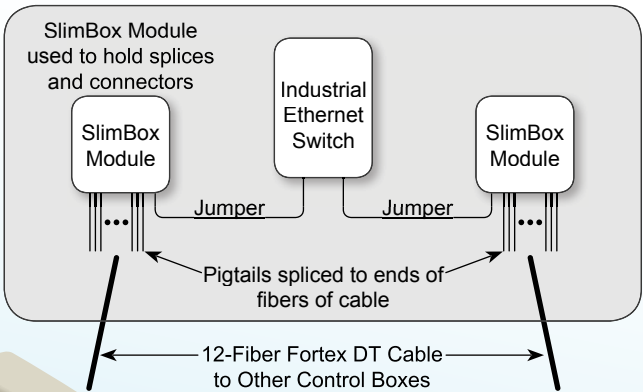 SlimBox Module
used to hold splices
and connectors
Industrial
Ethernet
Switch
SlimBox
Module
SlimBox
Module
Jumper
Jumper
Pigtails spliced to ends of
fibers of cable
12-Fiber Fortex DT Cable
to Other Control Boxes